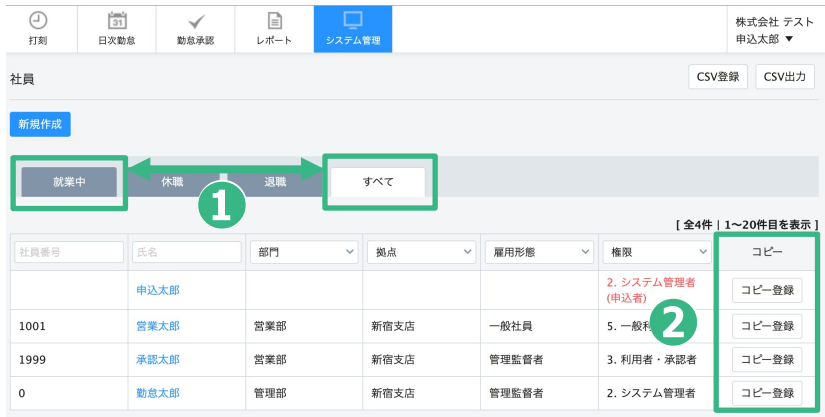 31
打刻 日次勤怠 勤怠承認 レポート システム管理
株式会社 テスト
申込太郎 ▼
社員
CSV登録 CSV出力
新規作成
就業中 休職 退職 すべて
1
[ 全4件 | 1～20件目を表示 ]
社員番号 氏名 部門 拠点 雇用形態 権限 コピー
申込太郎 2. システム管理者 コピー登録
(申込者)
2
1001 営業太郎 営業部 新宿支店 一般社員 5. 一般 コピー登録
1999 承認太郎 営業部 新宿支店 管理監督者 3. 利用者・承認者 コピー登録
0 勤怠太郎 管理部 新宿支店 管理監督者 2. システム管理者 コピー登録